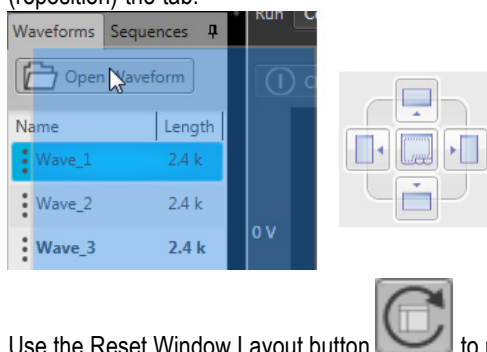 (reposition) the tab.
Waveforms Sequences Run
Open Waveform
Name Length
Wave_1 2.4 k
Wave_2 2.4 k
Wave_3 2.4 k
0 V
Use the Reset Window Layout button to